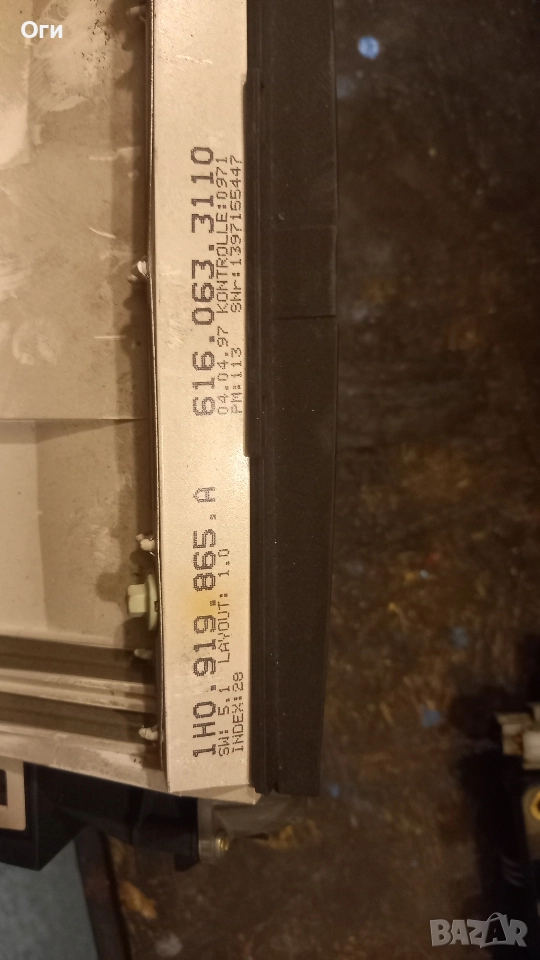 Оги
1H0.919.865.A 616.063.3110
SW: 5.1 LAYOUT: 1.0 04.04.97 KONTROLLE:0971
INDEX:28 PM:113 SNr:1397155447
BAZAR